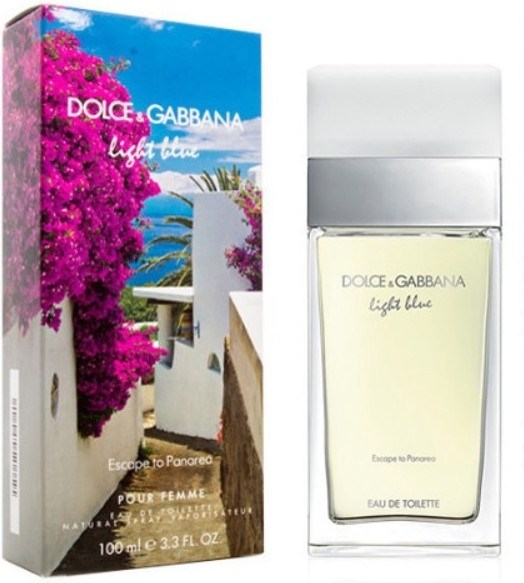 DOLCE & GABBANA
light blue
Escape to Panarea
POUR FEMME
EAU DE TOILETTE
NATURAL SPRAY VAPORISATEUR
100 ml e 3.3 FL. OZ.
DOLCE & GABBANA
light blue
Escape to Panarea
EAU DE TOILETTE